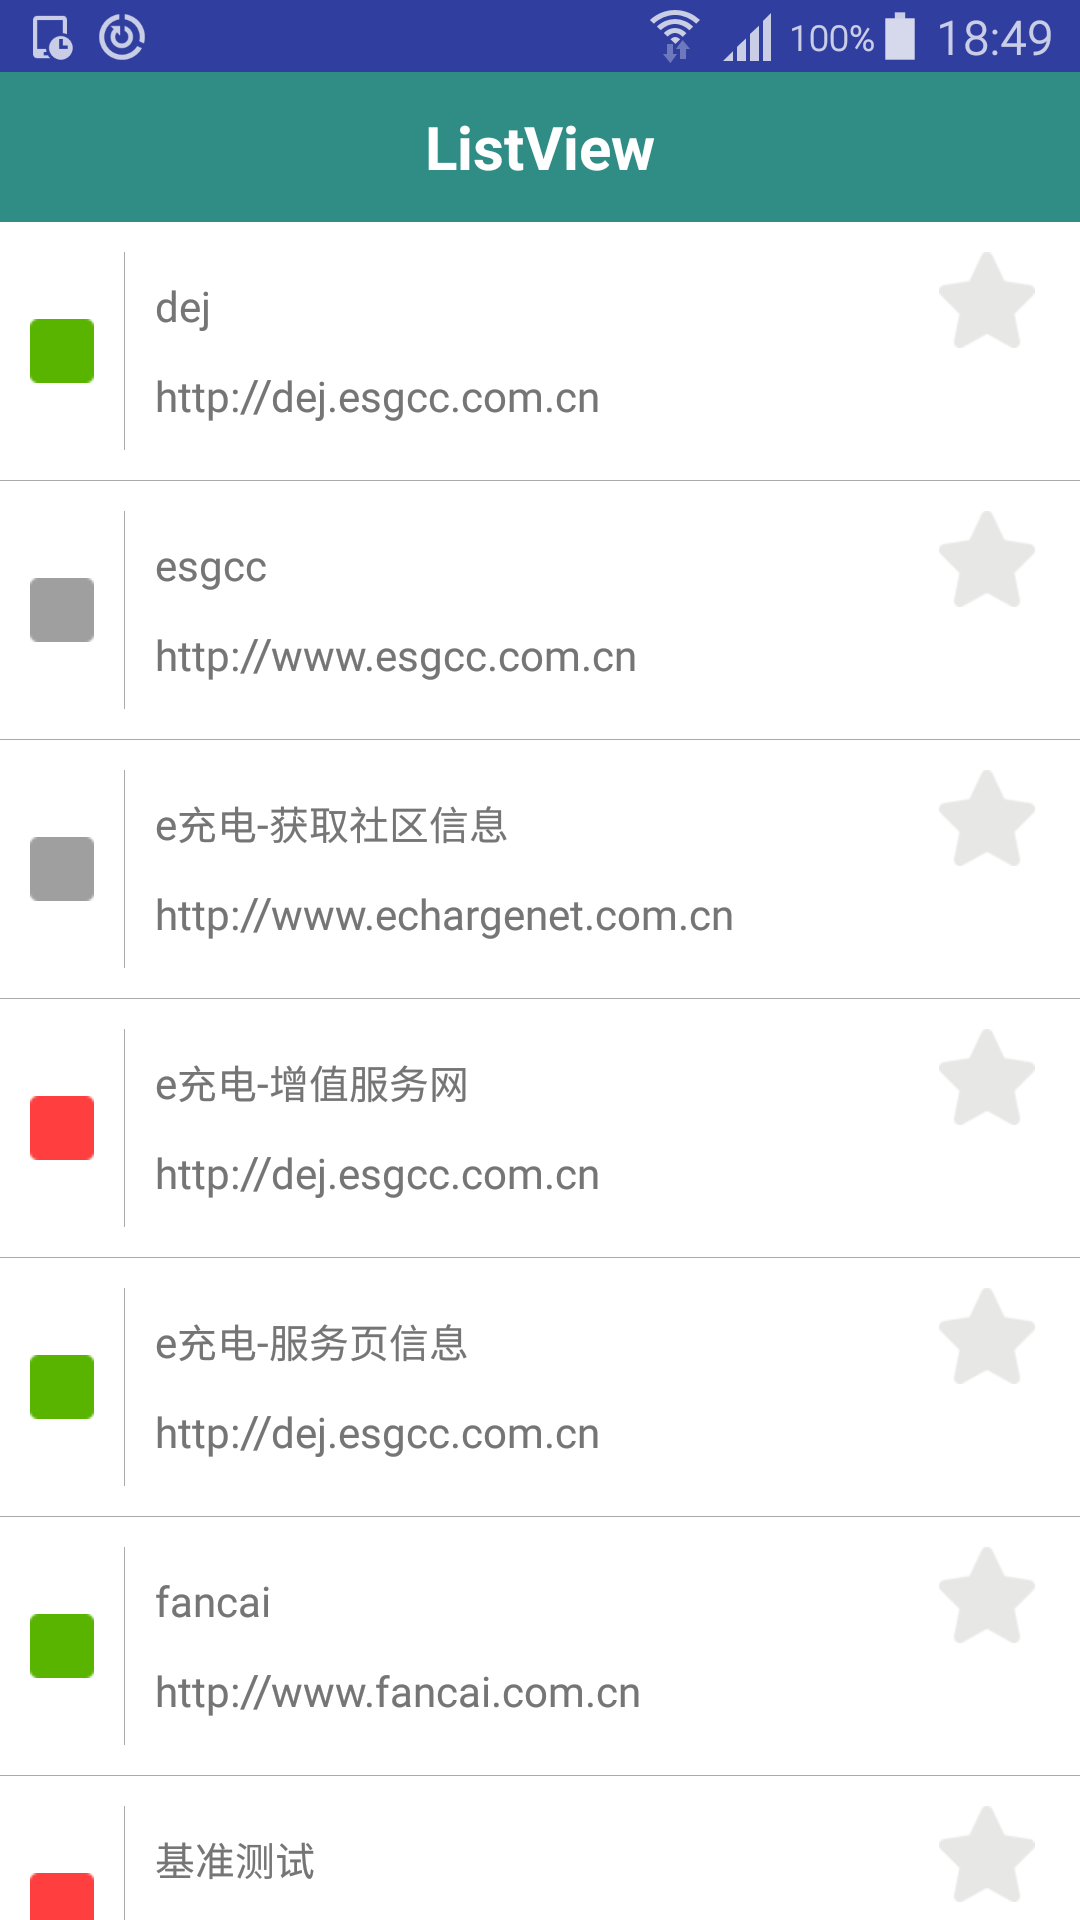 100% 18:49
ListView
dej
http://dej.esgcc.com.cn
esgcc
http://www.esgcc.com.cn
e充电-获取社区信息
http://www.echargenet.com.cn
e充电-增值服务网
http://dej.esgcc.com.cn
e充电-服务页信息
http://dej.esgcc.com.cn
fancai
http://www.fancai.com.cn
基准测试